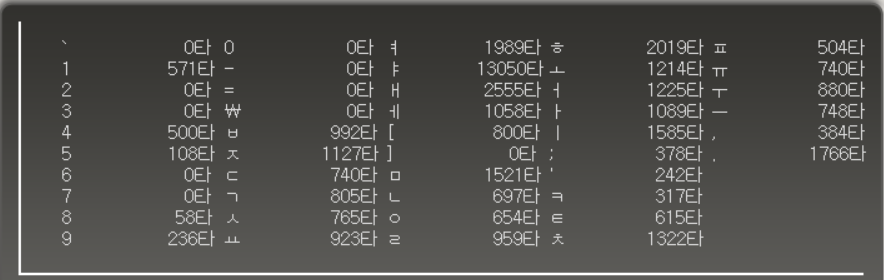 ` 0타 0 0타 ㅕ 1989타 ㅎ 2019타 ㅍ 504타
1 571타 - 0타 ㅑ 13050타 ㅗ 1214타 ㅠ 740타
2 0타 = 0타 ㅐ 2555타 ㅓ 1225타 ㅜ 880타
3 0타 ₩ 0타 ㅔ 1058타 ㅏ 1089타 ㅡ 748타
4 500타 ㅂ 992타 [ 800타 ㅣ 1585타 , 384타
5 108타 ㅈ 1127타 ] 0타 ; 378타 . 1766타
6 0타 ㄷ 740타 ㅁ 1521타 ' 242타
7 0타 ㄱ 805타 ㄴ 697타 ㅋ 317타
8 58타 ㅅ 765타 ㅇ 654타 ㅌ 615타
9 236타 ㅛ 923타 ㄹ 959타 ㅊ 1322타